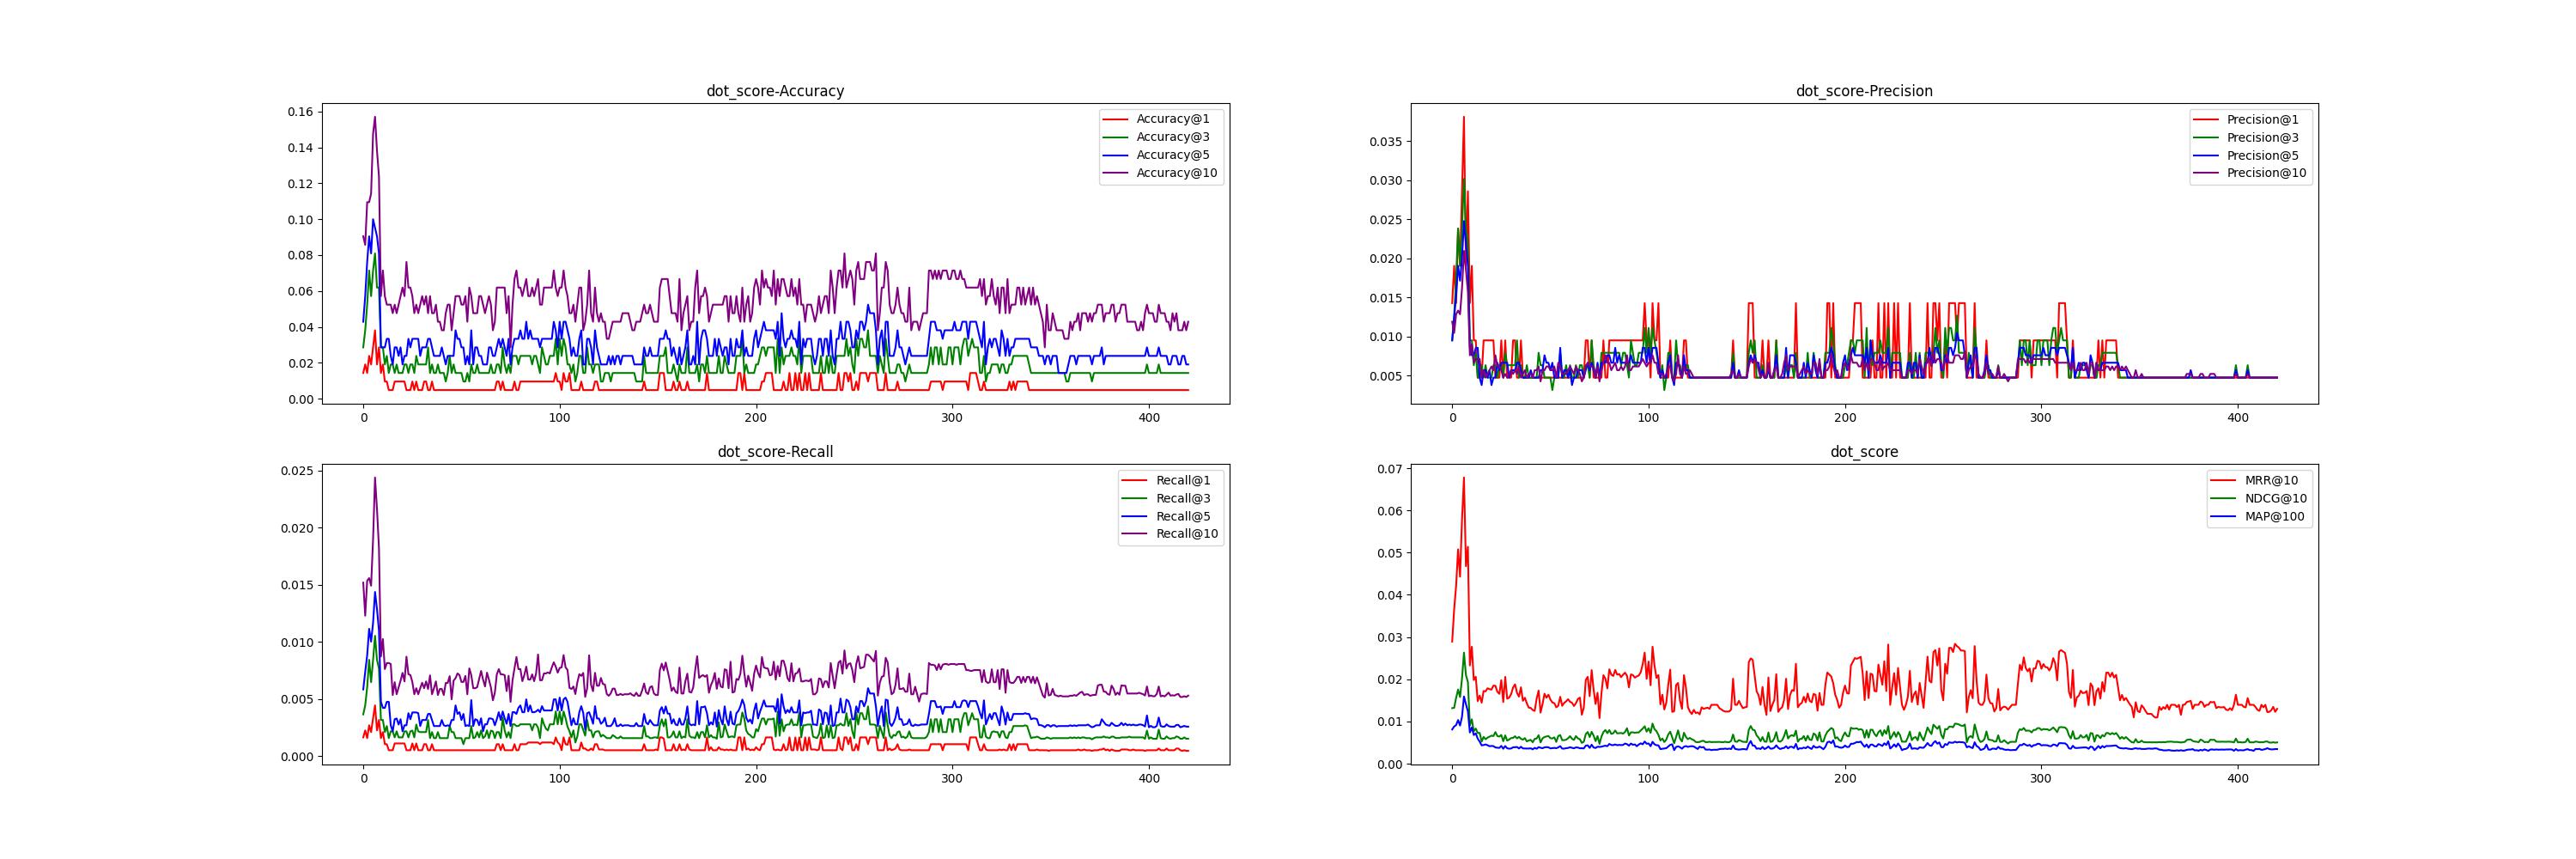 dot_score-Accuracy
0.16
0.14
0.12
0.10
0.08
0.06
0.04
0.02
0.00
0 100 200 300 400
Accuracy@1
Accuracy@3
Accuracy@5
Accuracy@10
dot_score-Precision
0.035
0.030
0.025
0.020
0.015
0.010
0.005
0 100 200 300 400
Precision@1
Precision@3
Precision@5
Precision@10
dot_score-Recall
0.025
0.020
0.015
0.010
0.005
0.000
0 100 200 300 400
Recall@1
Recall@3
Recall@5
Recall@10
dot_score
0.07
0.06
0.05
0.04
0.03
0.02
0.01
0.00
0 100 200 300 400
MRR@10
NDCG@10
MAP@100